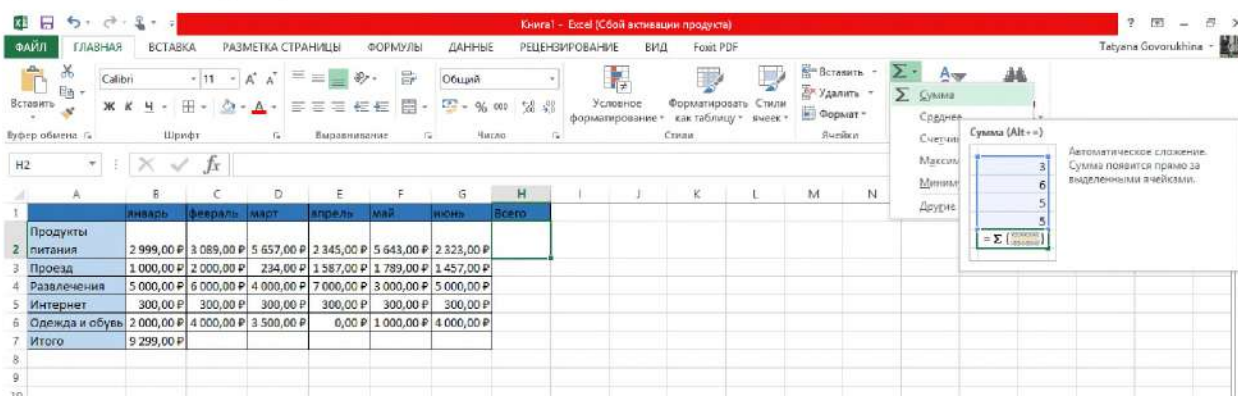 Книга1 - Excel (Сбой активации продукта)
ФАЙЛ ГЛАВНАЯ ВСТАВКА РАЗМЕТКА СТРАНИЦЫ ФОРМУЛЫ ДАННЫЕ РЕЦЕНЗИРОВАНИЕ ВИД Foxit PDF Tatyana Govorukhina
Вставить
Calibri 11
Ж К Ч
Общий
% 000
Условное форматирование
Форматировать как таблицу
Стили ячеек
Вставить
Удалить
Формат
Буфер обмена Шрифт Выравнивание Число Стили Ячейки
Сумма
Среднее
Максим
Миним
Другие
Сумма (Alt+=)
Автоматическое сложение.
Сумма появится прямо за
выделенными ячейками.
3
6
5
5
= Σ ( )
H2 fx
A B C D E F G H I J K L M N
1 январь февраль март апрель май июнь Всего
Продукты
2 питания 2 999,00 ₽ 3 089,00 ₽ 5 657,00 ₽ 2 345,00 ₽ 5 643,00 ₽ 2 323,00 ₽
3 Проезд 1 000,00 ₽ 2 000,00 ₽ 234,00 ₽ 1 587,00 ₽ 1 789,00 ₽ 1 457,00 ₽
4 Развлечения 5 000,00 ₽ 6 000,00 ₽ 4 000,00 ₽ 7 000,00 ₽ 3 000,00 ₽ 5 000,00 ₽
5 Интернет 300,00 ₽ 300,00 ₽ 300,00 ₽ 300,00 ₽ 300,00 ₽ 300,00 ₽
6 Одежда и обувь 2 000,00 ₽ 4 000,00 ₽ 3 500,00 ₽ 0,00 ₽ 1 000,00 ₽ 4 000,00 ₽
7 Итого 9 299,00 ₽
8
9
10